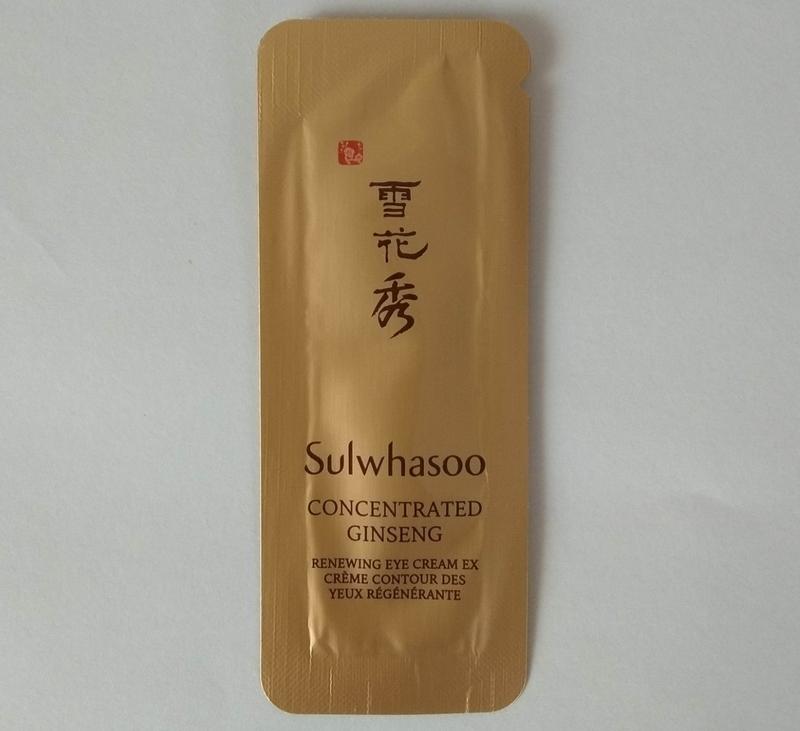 雪花秀
Sulwhasoo
CONCENTRATED
GINSENG
RENEWING EYE CREAM EX
CRÈME CONTOUR DES
YEUX RÉGÉNÉRANTE